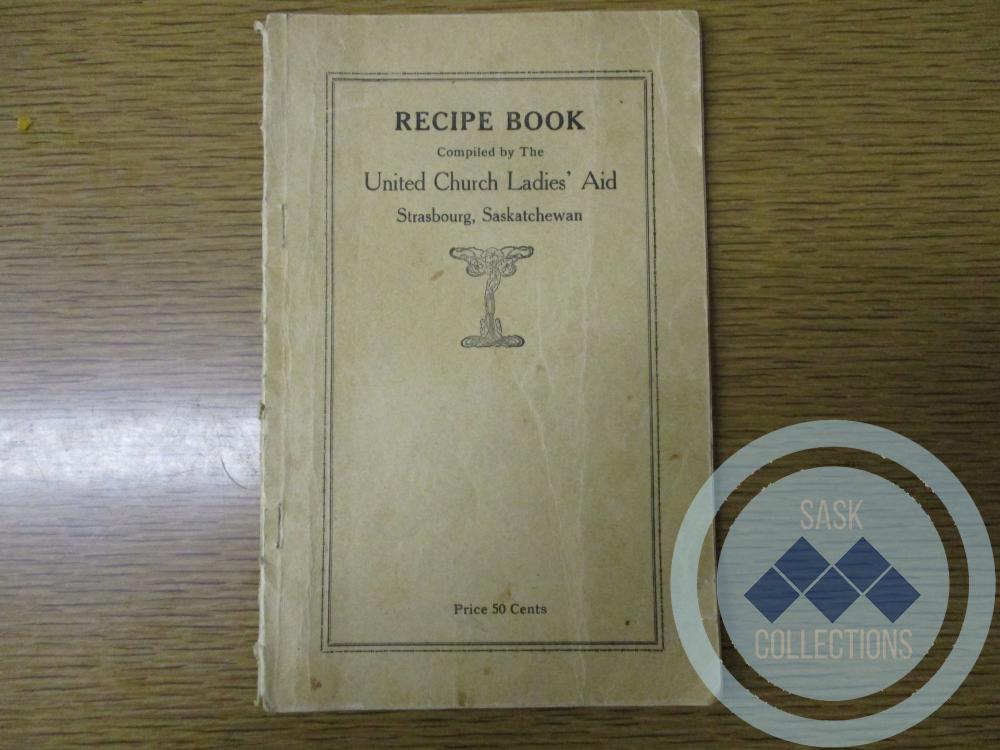 RECIPE BOOK
Compiled by The
United Church Ladies' Aid
Strasbourg, Saskatchewan
Price 50 Cents
SASK
COLLECTIONS